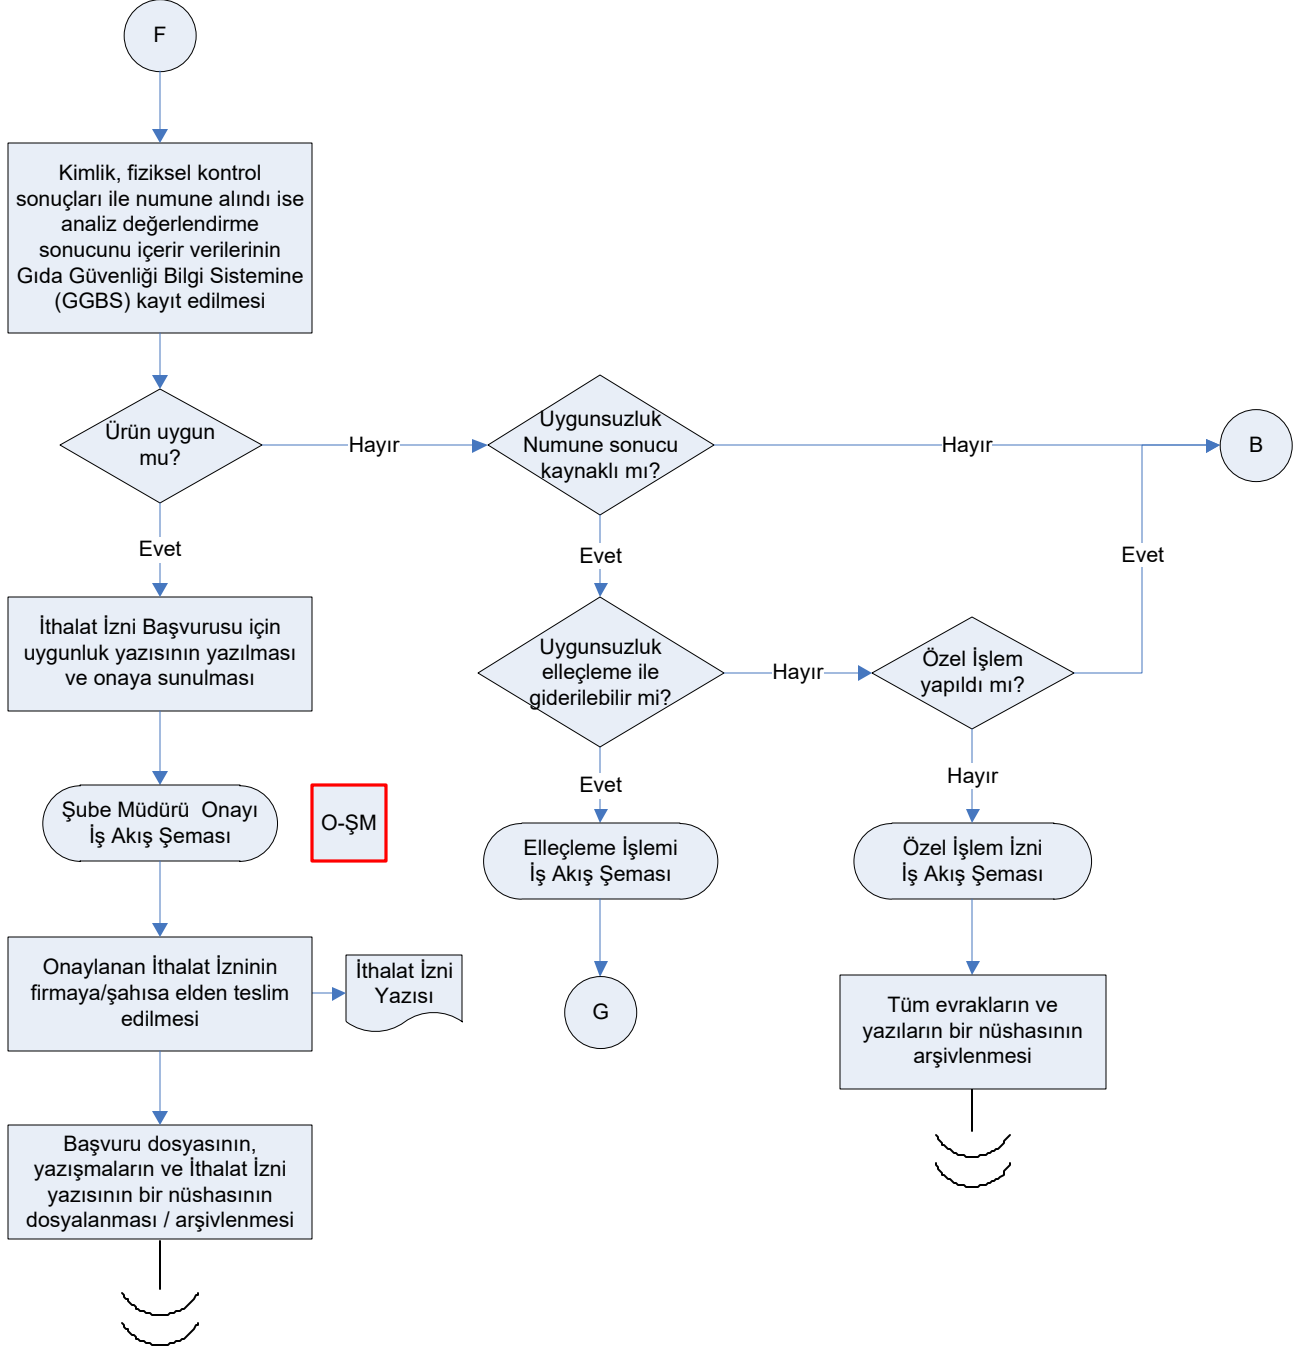 F
Kimlik, fiziksel kontrol
sonuçları ile numune alındı ise
analiz değerlendirme
sonucunu içerir verilerinin
Gıda Güvenliği Bilgi Sistemine
(GGBS) kayıt edilmesi
Ürün uygun
mu?
Hayır
Uygunsuzluk
Numune sonucu
kaynaklı mı?
Hayır
B
Evet
Evet
Evet
İthalat İzni Başvurusu için
uygunluk yazısının yazılması
ve onaya sunulması
Uygunsuzluk
elleçleme ile
giderilebilir mi?
Hayır
Özel İşlem
yapıldı mı?
Evet
Hayır
Şube Müdürü  Onayı
İş Akış Şeması
O-ŞM
Elleçleme İşlemi
İş Akış Şeması
Özel İşlem İzni
İş Akış Şeması
Onaylanan İthalat İzninin
firmaya/şahısa elden teslim
edilmesi
İthalat İzni
Yazısı
G
Tüm evrakların ve
yazıların bir nüshasının
arşivlenmesi
Başvuru dosyasının,
yazışmaların ve İthalat İzni
yazısının bir nüshasının
dosyalanması / arşivlenmesi